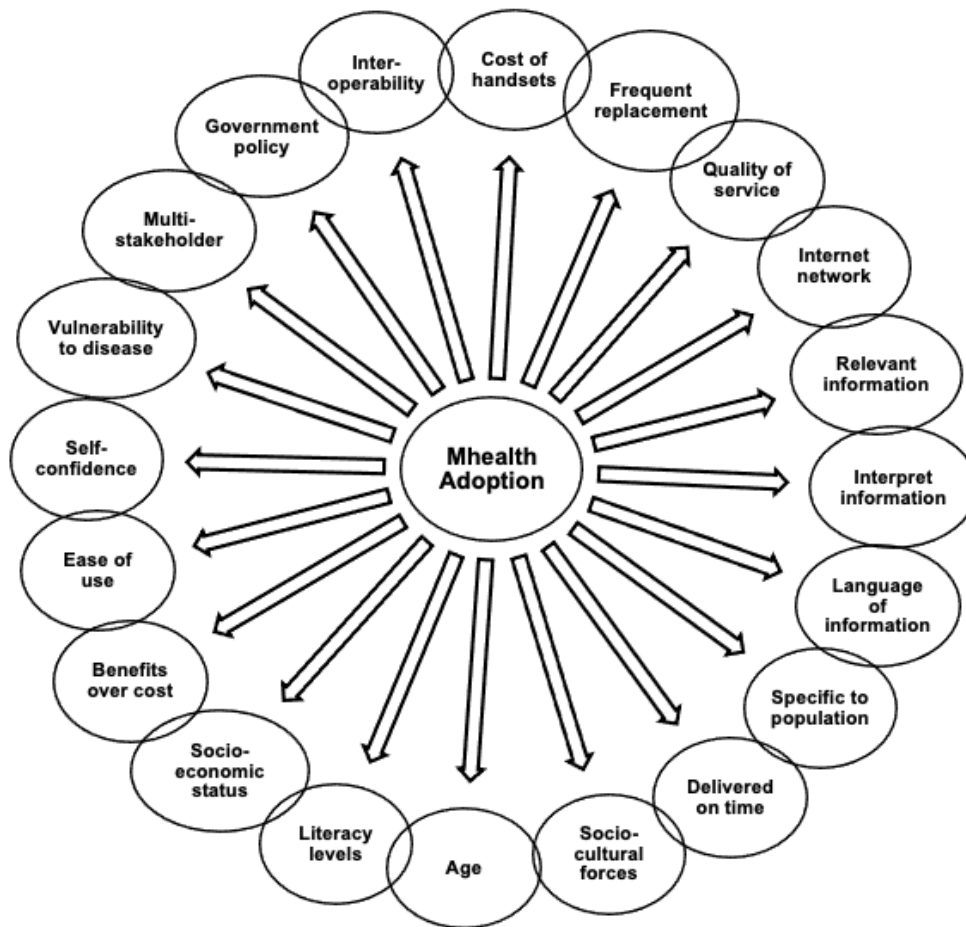 Inter-
operability
Cost of
handsets
Frequent
replacement
Quality of
service
Internet
network
Relevant
information
Interpret
information
Language
of
information
Specific to
population
Delivered
on time
Socio-
cultural
forces
Age
Literacy
levels
Socio-
economic
status
Benefits
over cost
Ease of
use
Self-
confidence
Vulnerability
to disease
Multi-
stakeholder
Government
policy
Mhealth
Adoption